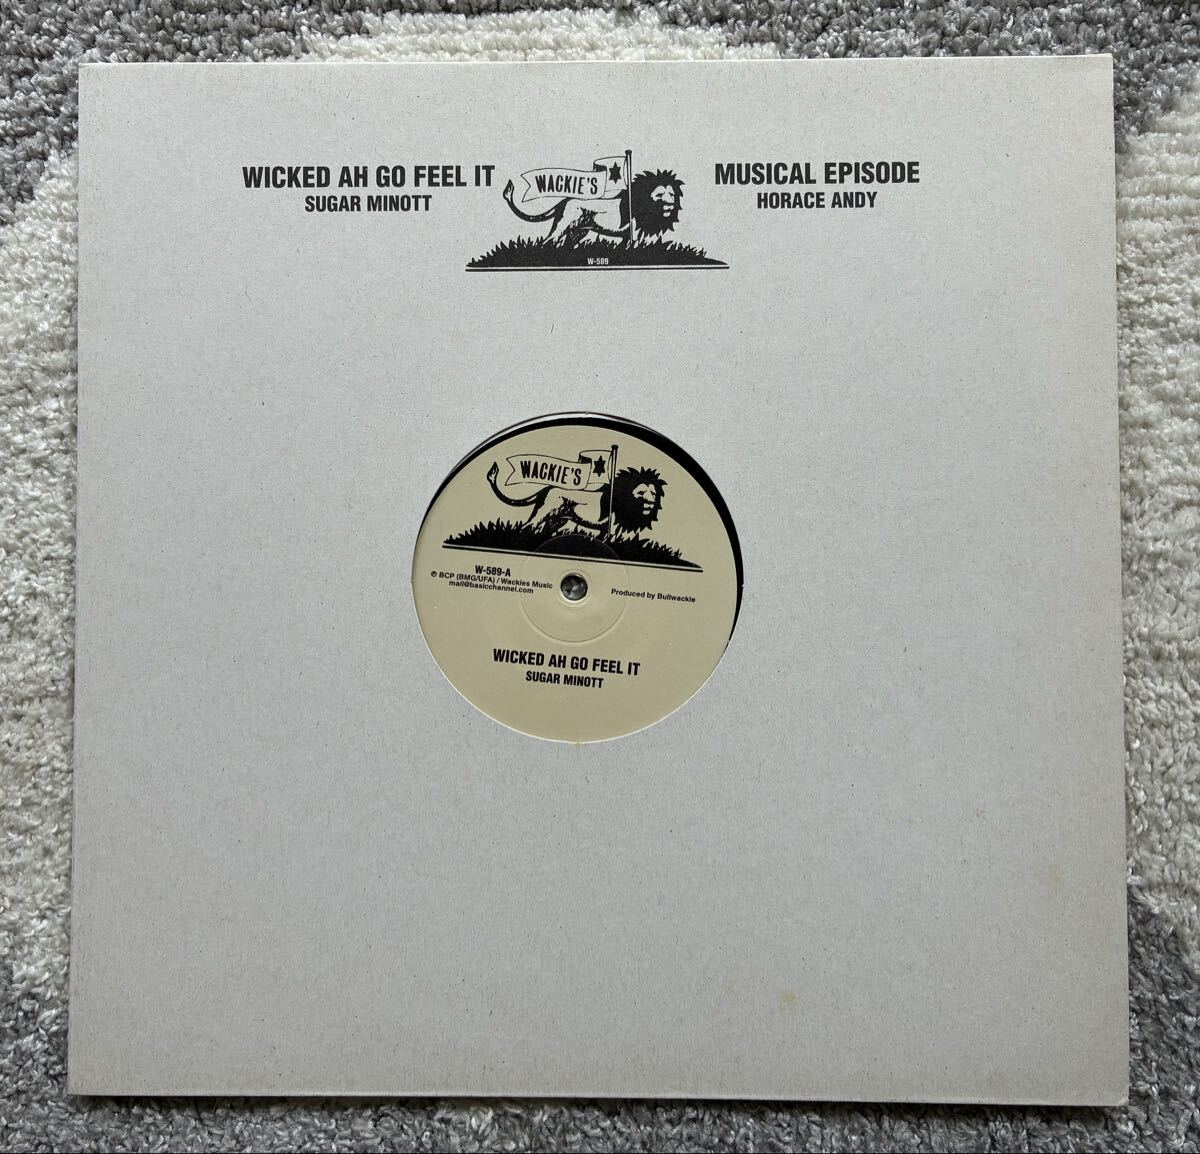 WICKED AH GO FEEL IT
SUGAR MINOTT
WACKIE'S
W-589
MUSICAL EPISODE
HORACE ANDY
WACKIE'S
W-589-A
℗ BCP (BMG/UFA) / Wackies Music
mail@basicchannel.com
Produced by Bullwackie
WICKED AH GO FEEL IT
SUGAR MINOTT